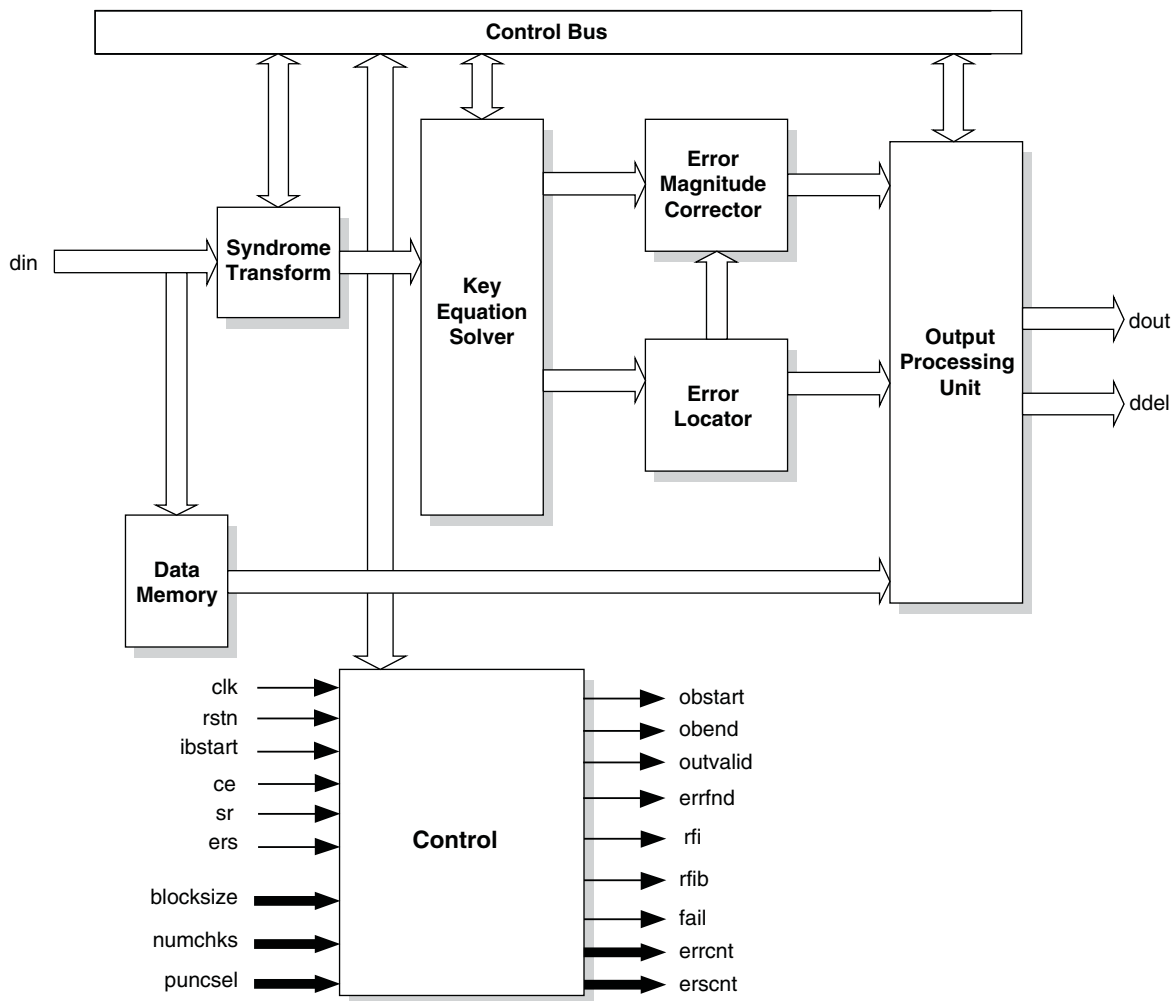 Control Bus
Error
Magnitude
Corrector
Syndrome
Transform
din
Key
Equation
Solver
Error
Locator
Output
Processing
Unit
dout
ddel
Data
Memory
clk
rstn
ibstart
ce
sr
ers
blocksize
numchks
puncsel
Control
obstart
obend
outvalid
errfnd
rfi
rfib
fail
errcnt
erscnt